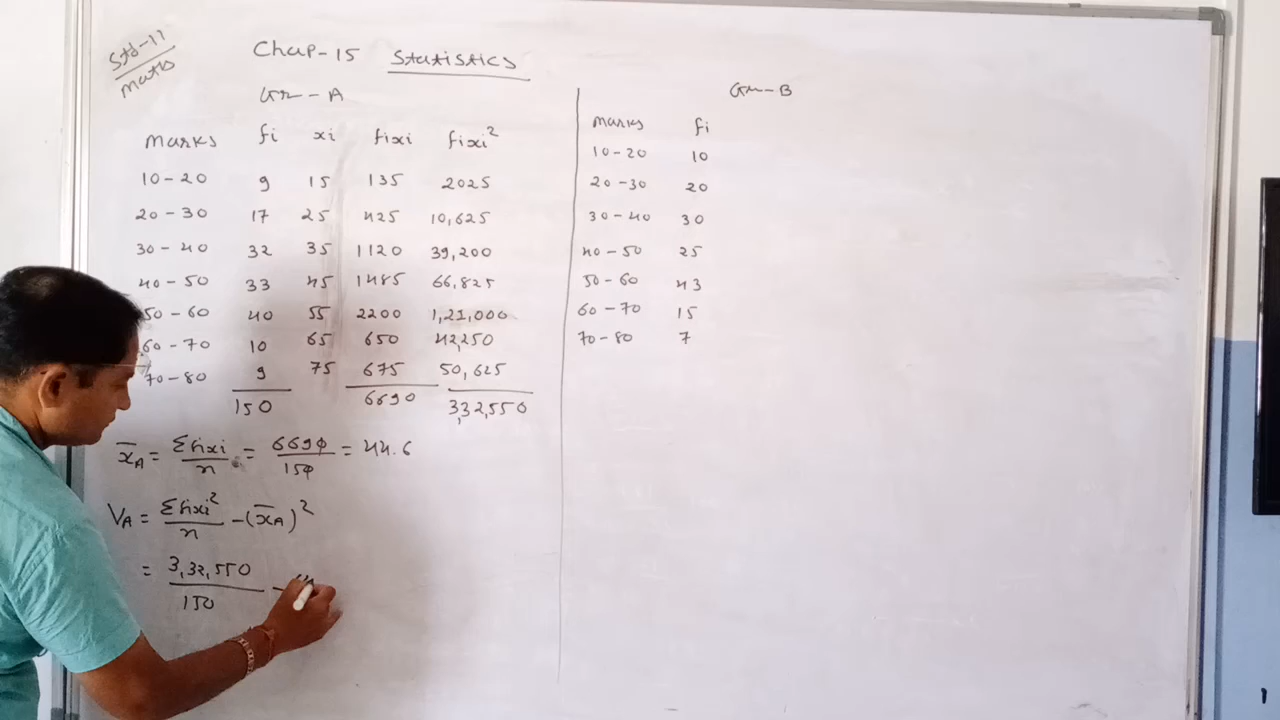 Std-11
maths
Chap-15 Statistics
Gr-A
marks fi xi fixi fixi²
10-20 9 15 135 2025
20-30 17 25 425 10,625
30-40 32 35 1120 39,200
40-50 33 45 1485 66,825
50-60 40 55 2200 1,21,000
60-70 10 65 650 42,250
70-80 9 75 675 50,625
150 6690 3,32,550
x̄A = Σfixi/n = 6690/150 = 44.6
VA = Σfixi²/n - (x̄A)²
= 3,32,550/150 -
Gr-B
marks fi
10-20 10
20-30 20
30-40 30
40-50 25
50-60 43
60-70 15
70-80 7